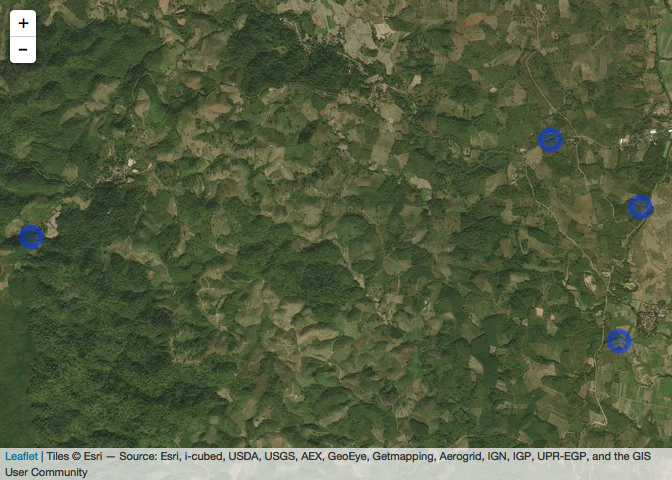 +
−
Leaflet | Tiles © Esri — Source: Esri, i-cubed, USDA, USGS, AEX, GeoEye, Getmapping, Aerogrid, IGN, IGP, UPR-EGP, and the GIS
User Community